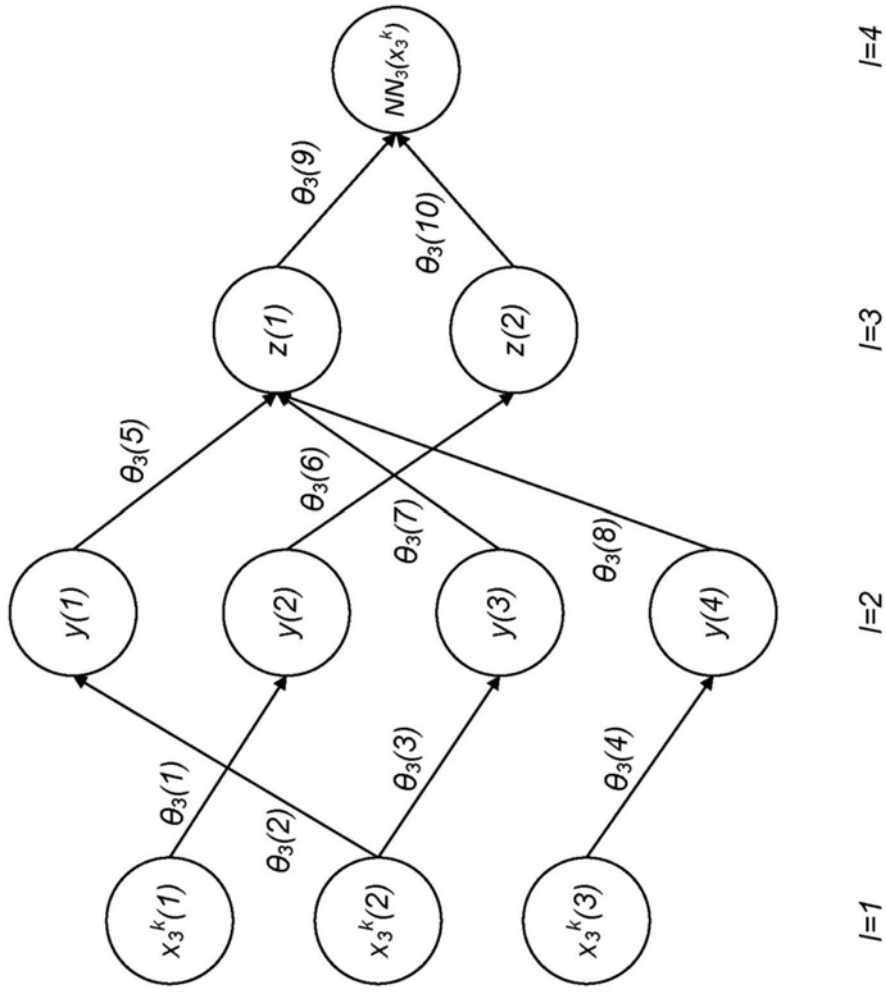 x₃ᵏ(1)
x₃ᵏ(2)
x₃ᵏ(3)
θ₃(1)
θ₃(2)
θ₃(3)
θ₃(4)
y(1)
y(2)
y(3)
y(4)
θ₃(5)
θ₃(6)
θ₃(7)
θ₃(8)
z(1)
z(2)
θ₃(9)
θ₃(10)
NN₃(x₃ᵏ)
l=1
l=2
l=3
l=4